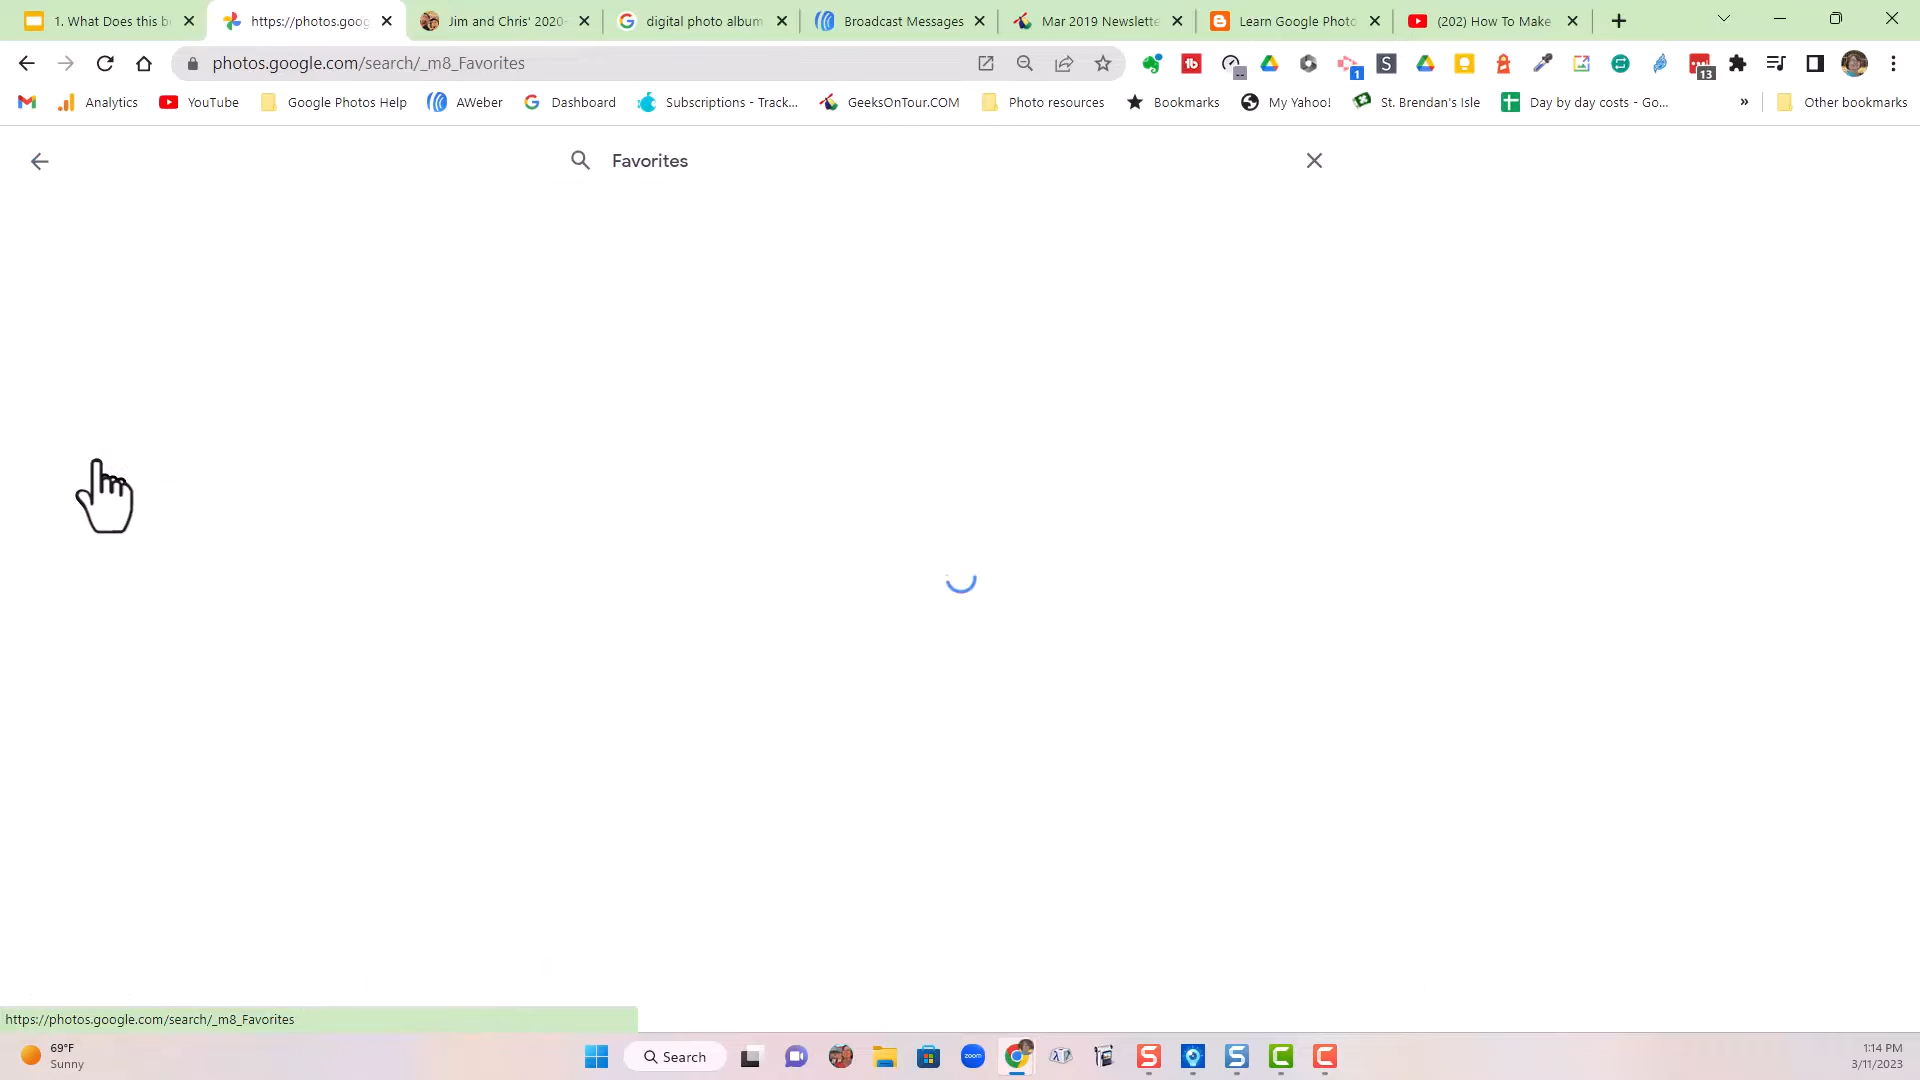 1. What Does this b
https://photos.goog
Jim and Chris' 2020-
digital photo album
Broadcast Messages
Mar 2019 Newslette
Learn Google Photo
(202) How To Make
photos.google.com/search/_m8_Favorites
1
S
13
Analytics
YouTube
Google Photos Help
AWeber
Dashboard
Subscriptions - Track...
GeeksOnTour.COM
Photo resources
Bookmarks
My Yahoo!
St. Brendan's Isle
Day by day costs - Go...
»
Other bookmarks
Favorites
https://photos.google.com/search/_m8_Favorites
69°F
Sunny
Search
zoom
S
S
C
C
1:14 PM
3/11/2023